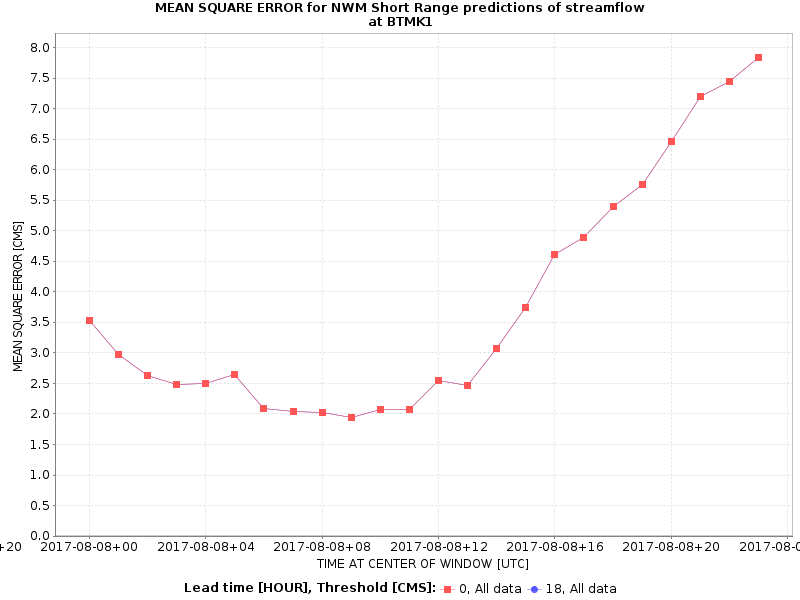 MEAN SQUARE ERROR for NWM Short Range predictions of streamflow
at BTMK1
8.0
7.5
7.0
6.5
6.0
5.5
5.0
4.5
4.0
3.5
3.0
2.5
2.0
1.5
1.0
0.5
0.0
MEAN SQUARE ERROR [CMS]
+20 2017-08-08+00 2017-08-08+04 2017-08-08+08 2017-08-08+12 2017-08-08+16 2017-08-08+20 2017-08-0
TIME AT CENTER OF WINDOW [UTC]
Lead time [HOUR], Threshold [CMS]: 0, All data 18, All data